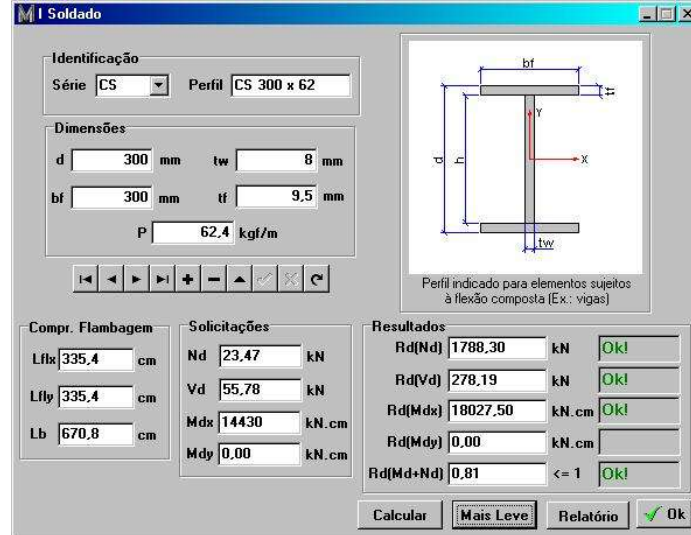 I Soldado
Identificação
Série CS Perfil CS 300 x 62
Dimensões
d 300 mm tw 8 mm
bf 300 mm tf 9,5 mm
P 62,4 kgf/m
bf
tf
Y
d h X
tw
Perfil indicado para elementos sujeitos
à flexão composta (Ex.: vigas)
Compr. Flambagem
Lflx 335,4 cm
Lfly 335,4 cm
Lb 670,8 cm
Solicitações
Nd 23,47 kN
Vd 55,78 kN
Mdx 14430 kN.cm
Mdy 0,00 kN.cm
Resultados
Rd(Nd) 1788,30 kN Ok!
Rd(Vd) 278,19 kN Ok!
Rd(Mdx) 18027,50 kN.cm Ok!
Rd(Mdy) 0,00 kN.cm
Rd(Md+Nd) 0,81 <= 1 Ok!
Calcular Mais Leve Relatório Ok